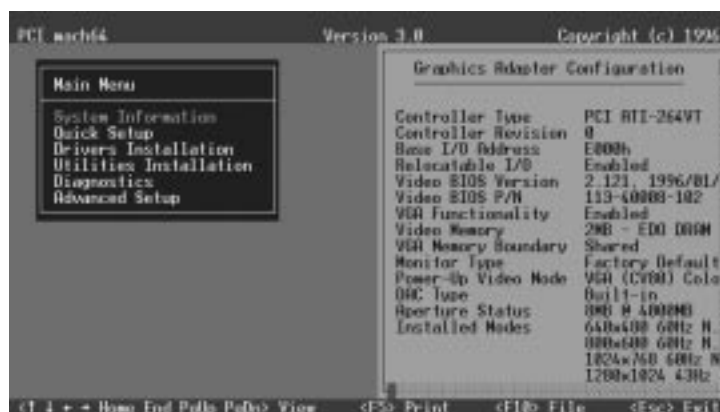 PCI mach64 Version 3.0 Copyright (c) 1996
Main Menu
System Information
Quick Setup
Drivers Installation
Utilities Installation
Diagnostics
Advanced Setup
Graphics Adapter Configuration
Controller Type PCI ATI-264VT
Controller Revision 0
Base I/O Address E000h
Relocatable I/O Enabled
Video BIOS Version 2.121, 1996/01/
Video BIOS P/N 113-40008-102
VGA Functionality Enabled
Video Memory 2MB - EDO DRAM
VGA Memory Boundary Shared
Monitor Type Factory Default
Power-Up Video Mode VGA (CV80) Colo
DAC Type Built-in
Aperture Status 8MB @ 4000MB
Installed Modes 640x480 60Hz N.
800x600 60Hz N.
1024x768 60Hz N
1280x1024 43Hz
<↑ ↓ ← → Home End PgUp PgDn> View <F5> Print <F10> File <Esc> Exit